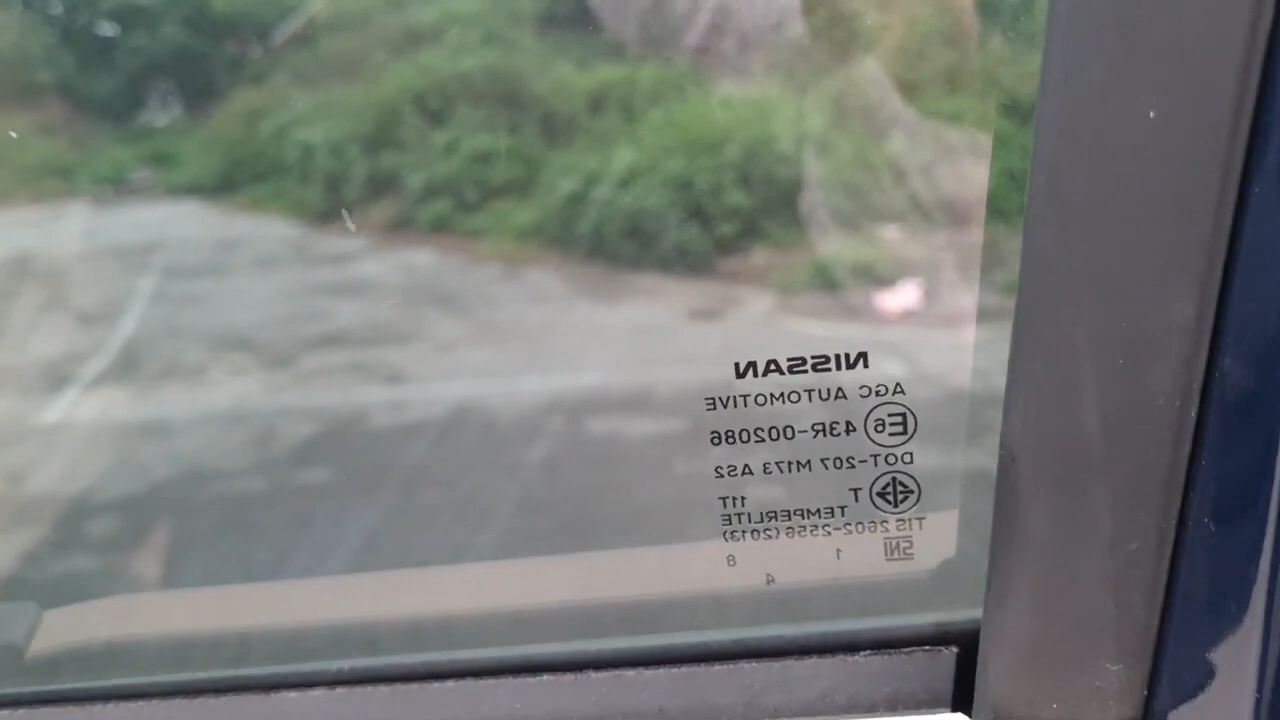 NISSAN
AGC AUTOMOTIVE
E6 43R-002086
DOT-207 M173 AS2
T 11T
TEMPERLITE
TIS 2602-2556 (2013)
SNI 1 8
4